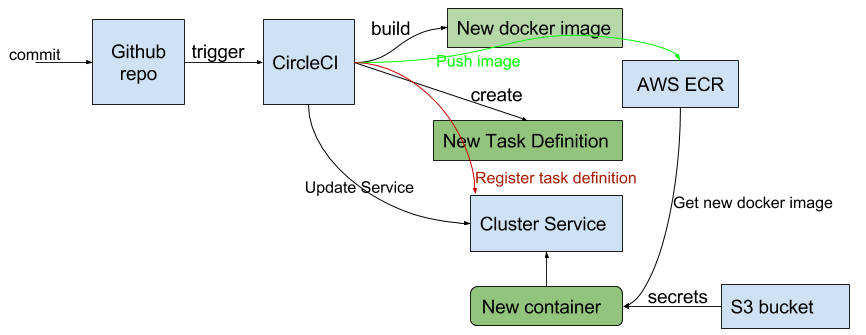 commit
Github
repo
trigger
CircleCI
build
New docker image
Push image
AWS ECR
create
New Task Definition
Register task definition
Update Service
Cluster Service
Get new docker image
New container
secrets
S3 bucket